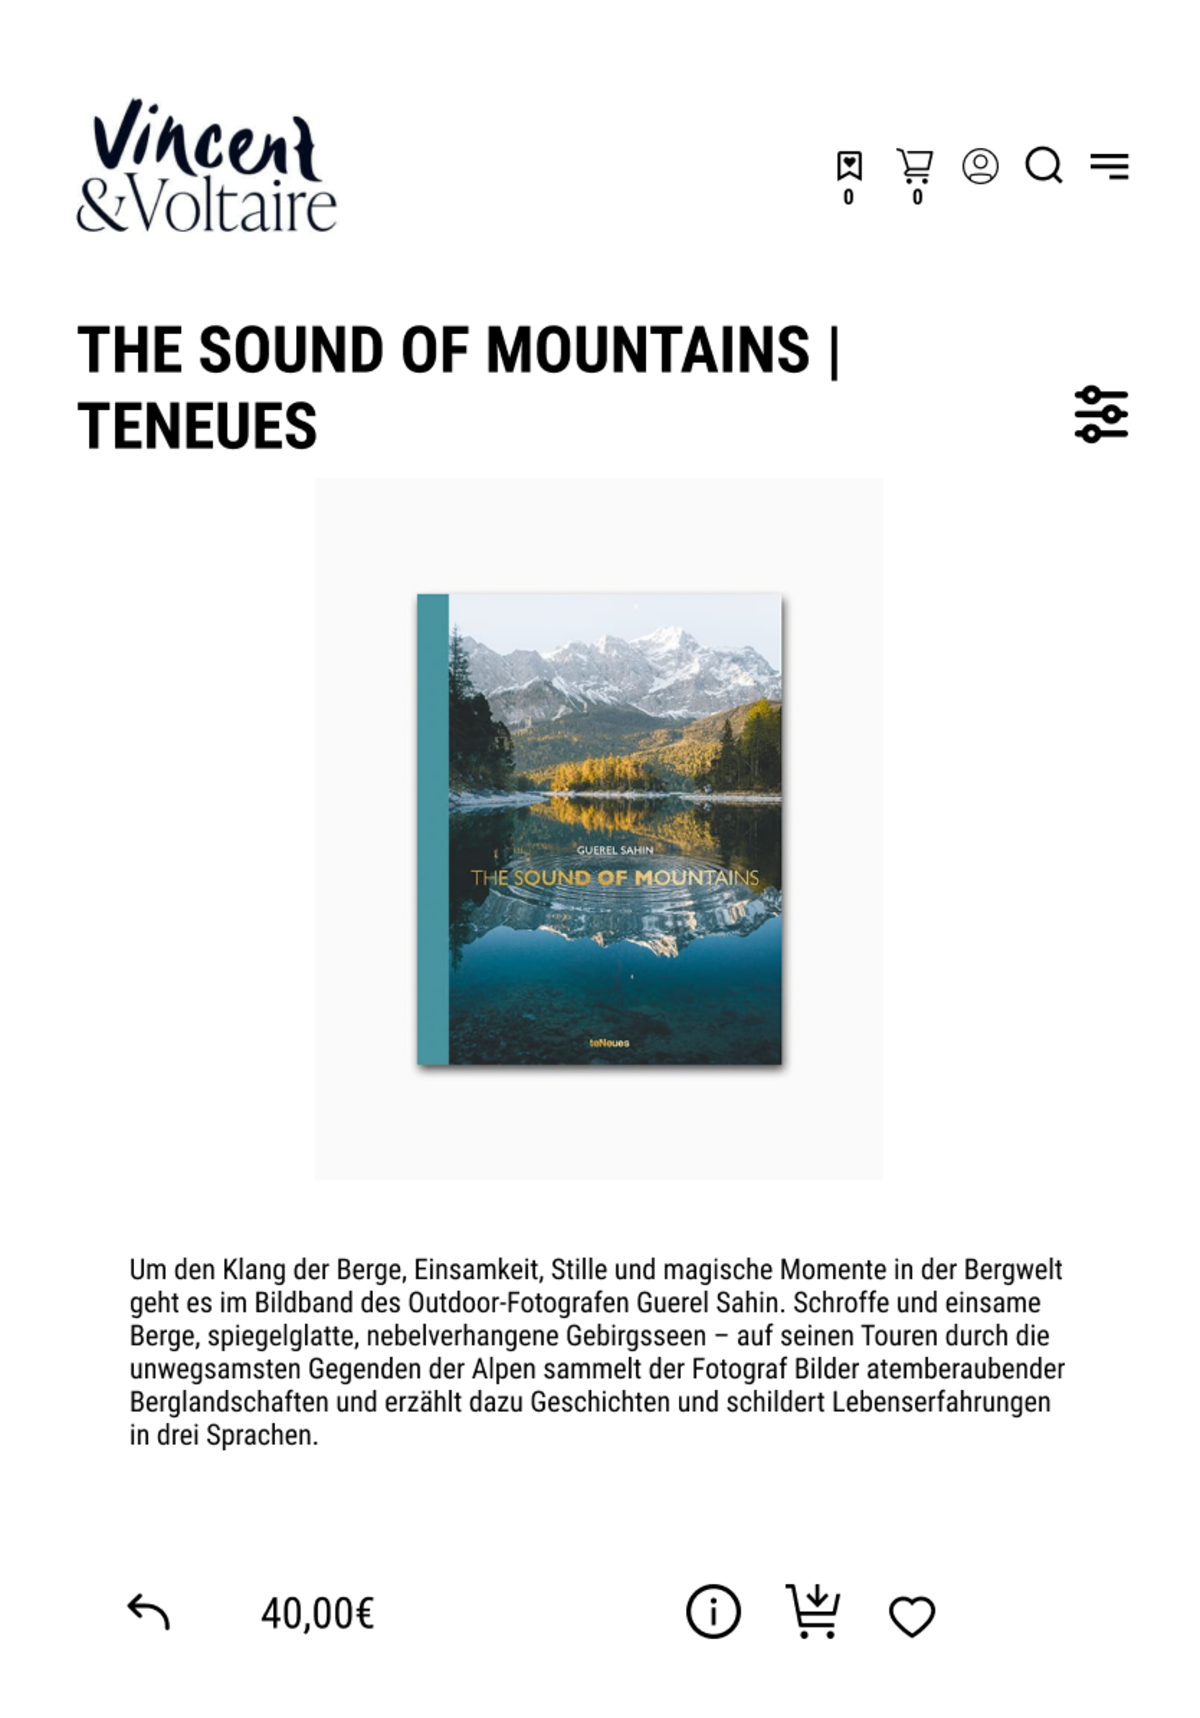 Vincent
&Voltaire
0 0
THE SOUND OF MOUNTAINS |
TENEUES
GUEREL SAHIN
THE SOUND OF MOUNTAINS
teNeues
Um den Klang der Berge, Einsamkeit, Stille und magische Momente in der Bergwelt
geht es im Bildband des Outdoor-Fotografen Guerel Sahin. Schroffe und einsame
Berge, spiegelglatte, nebelverhangene Gebirgsseen – auf seinen Touren durch die
unwegsamsten Gegenden der Alpen sammelt der Fotograf Bilder atemberaubender
Berglandschaften und erzählt dazu Geschichten und schildert Lebenserfahrungen
in drei Sprachen.
40,00€